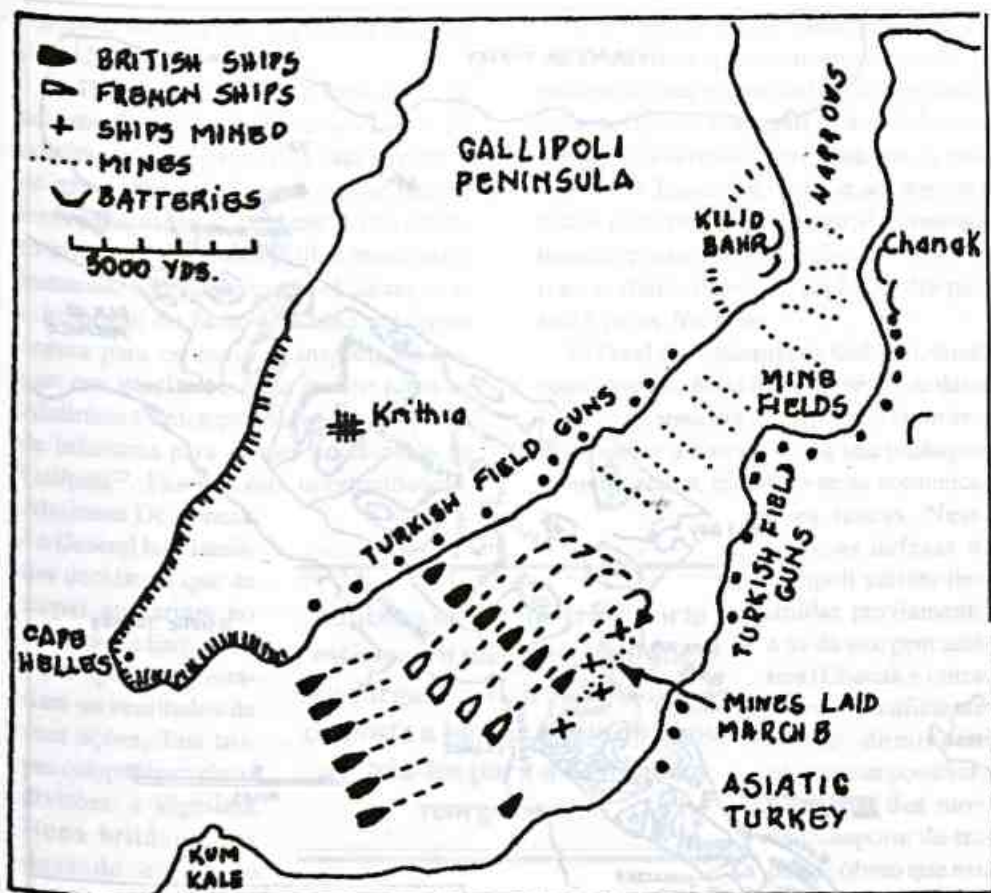 BRITISH SHIPS
FRENCH SHIPS
SHIPS MINED
MINES
BATTERIES
5000 YDS.
GALLIPOLI
PENINSULA
NARROWS
KILID
BAHR
Chanak
MINE
FIELDS
Krithia
TURKISH FIELD GUNS
TURKISH FIELD
GUNS
CAPE
HELLES
MINES LAID
MARCH 8
ASIATIC
TURKEY
KUM
KALE